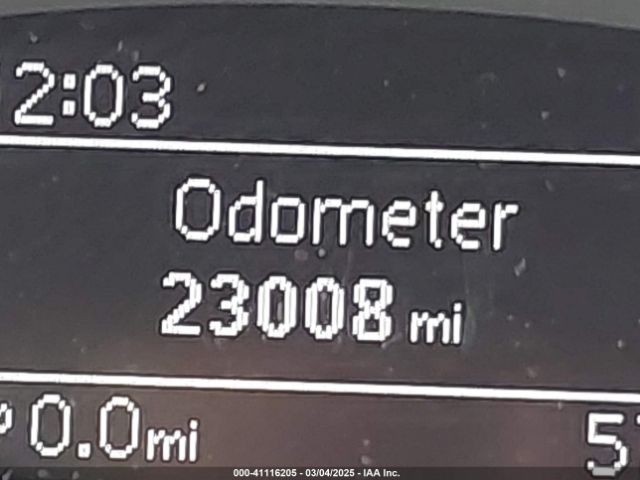 2:03
Odometer
23008 mi
0.0mi
000-41116205 - 03/04/2025 - IAA Inc.